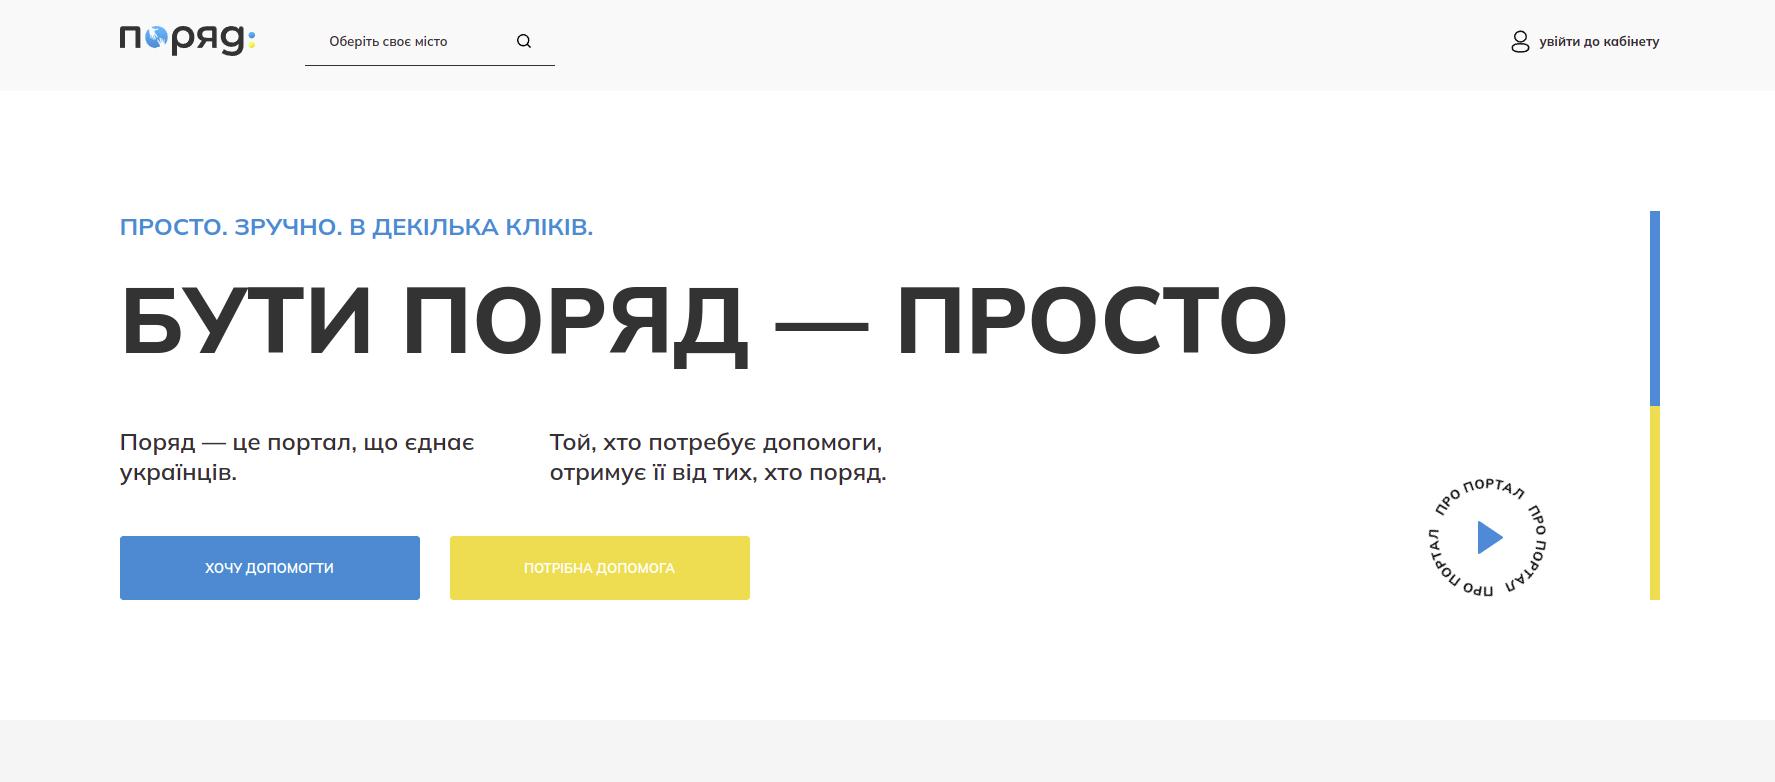 поряд:
Оберіть своє місто
увійти до кабінету
ПРОСТО. ЗРУЧНО. В ДЕКІЛЬКА КЛІКІВ.
БУТИ ПОРЯД — ПРОСТО
Поряд — це портал, що єднає
українців.
Той, хто потребує допомоги,
отримує її від тих, хто поряд.
ХОЧУ ДОПОМОГТИ
ПОТРІБНА ДОПОМОГА
ПРО ПОРТАЛ ПРО ПОРТАЛ ПРО ПОРТАЛ